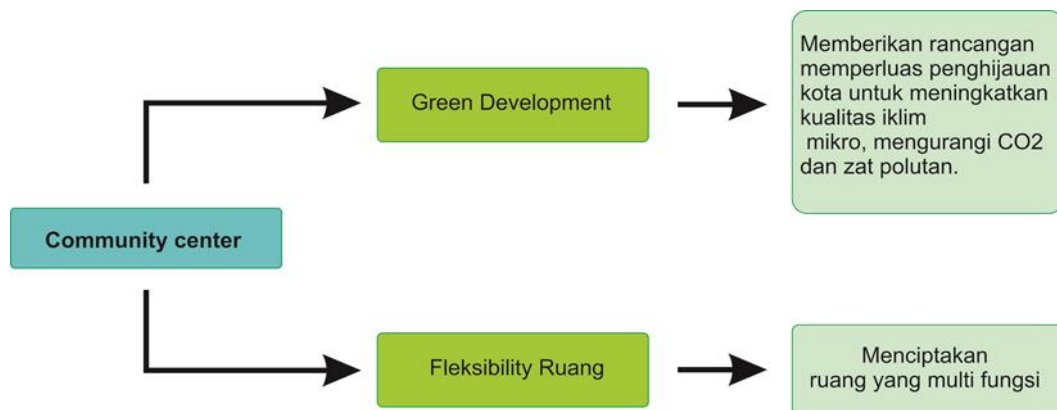 Community center
Green Development
Memberikan rancangan
memperluas penghijauan
kota untuk meningkatkan
kualitas iklim
mikro, mengurangi CO2
dan zat polutan.
Fleksibility Ruang
Menciptakan
ruang yang multi fungsi